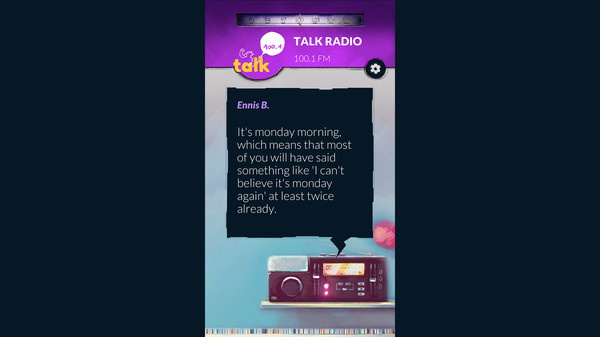 100.1
talk
TALK RADIO
100.1 FM
Ennis B.
It's monday morning,
which means that most
of you will have said
something like 'I can't
believe it's monday
again' at least twice
already.